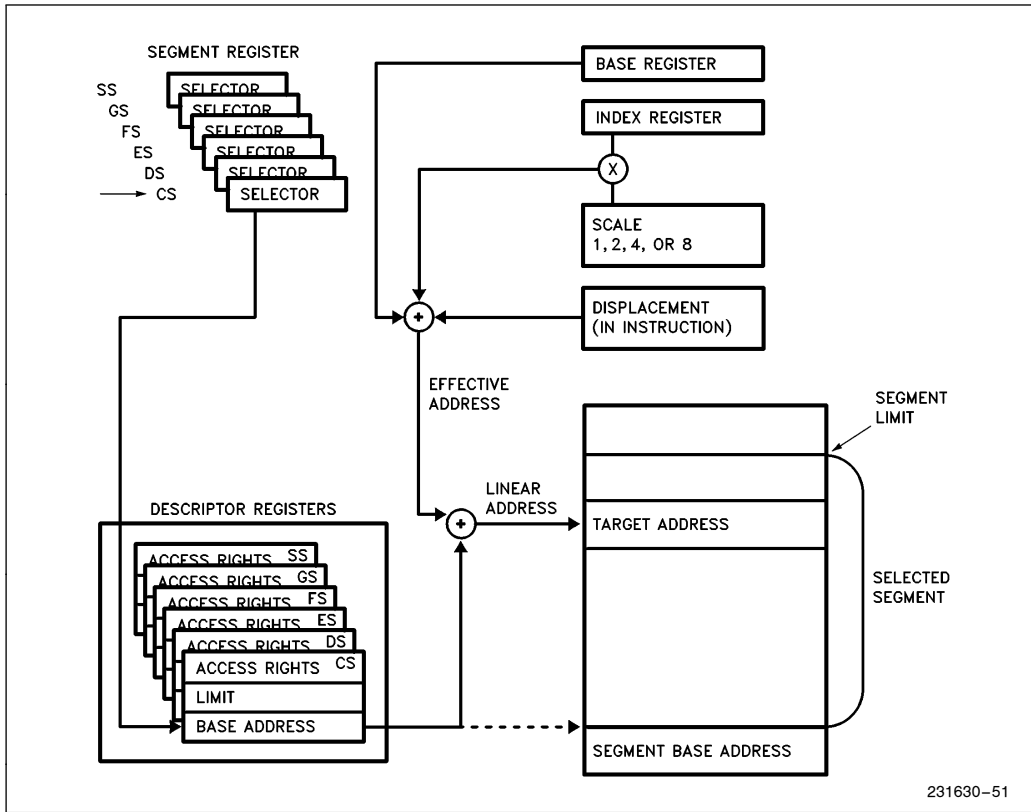 SEGMENT REGISTER
SS
GS
FS
ES
DS
CS
SELECTOR
SELECTOR
SELECTOR
SELECTOR
SELECTOR
SELECTOR
BASE REGISTER
INDEX REGISTER
X
SCALE
1, 2, 4, OR 8
+
DISPLACEMENT
(IN INSTRUCTION)
EFFECTIVE
ADDRESS
SEGMENT
LIMIT
LINEAR
ADDRESS
+
TARGET ADDRESS
SELECTED
SEGMENT
SEGMENT BASE ADDRESS
DESCRIPTOR REGISTERS
ACCESS RIGHTS SS
ACCESS RIGHTS GS
ACCESS RIGHTS FS
ACCESS RIGHTS ES
ACCESS RIGHTS DS
ACCESS RIGHTS CS
LIMIT
BASE ADDRESS
231630–51